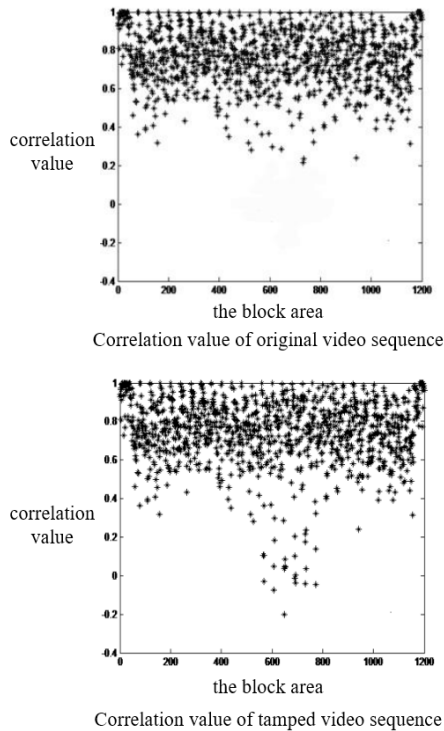 1
0.8
0.6
correlation
value
0.4
0.2
0
-0.2
-0.4
0 200 400 600 800 1000 1200
the block area
Correlation value of original video sequence
1
0.8
0.6
correlation
value
0.4
0.2
0
-0.2
-0.4
0 200 400 600 800 1000 1200
the block area
Correlation value of tamped video sequence